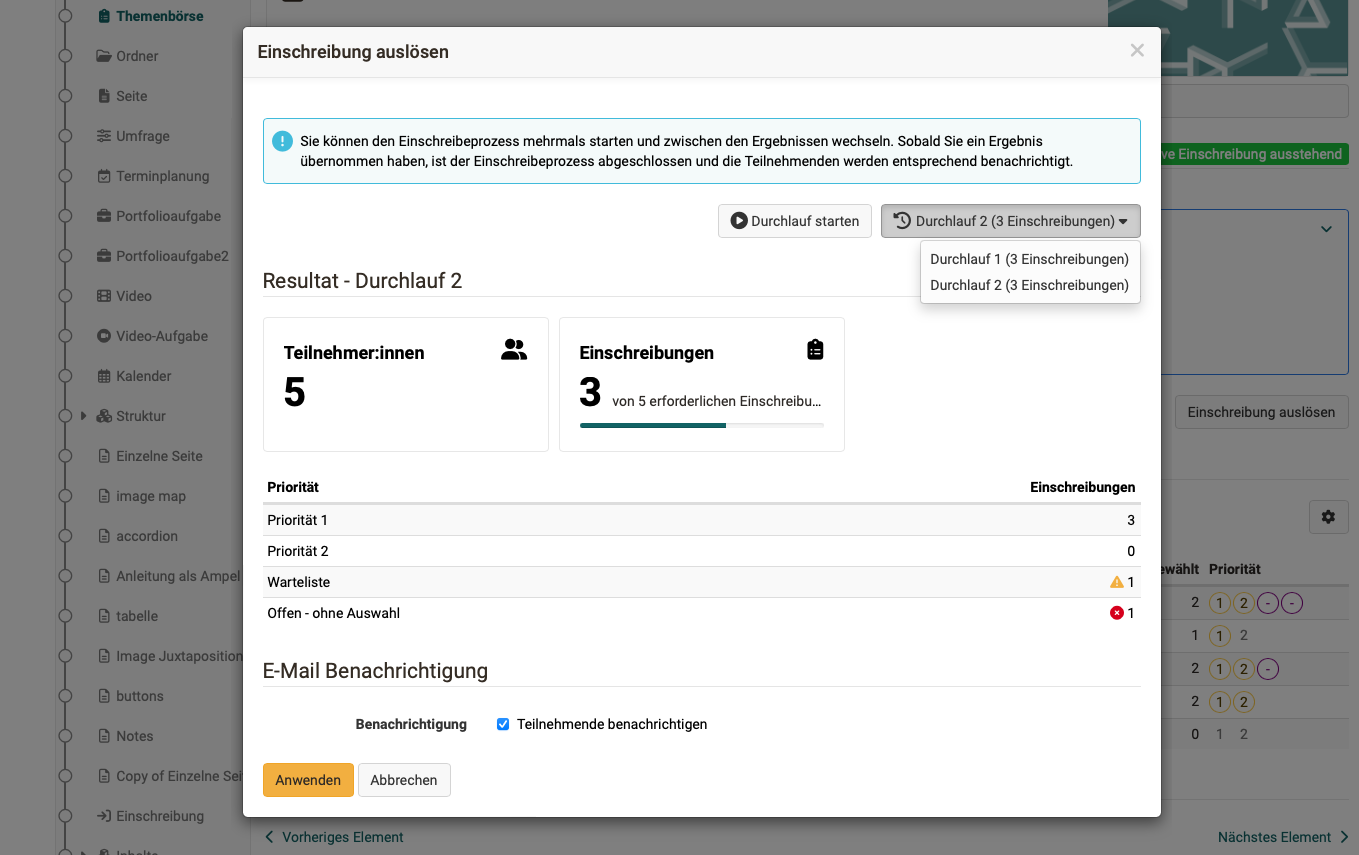 Themenbörse
Ordner
Seite
Umfrage
Terminplanung
Portfolioaufgabe
Portfolioaufgabe2
Video
Video-Aufgabe
Kalender
Struktur
Einzelne Seite
image map
accordion
Anleitung als Ampel
tabelle
Image Juxtaposition
buttons
Notes
Copy of Einzelne Sei
Einschreibung
Einschreibung auslösen
Sie können den Einschreibeprozess mehrmals starten und zwischen den Ergebnissen wechseln. Sobald Sie ein Ergebnis
übernommen haben, ist der Einschreibeprozess abgeschlossen und die Teilnehmenden werden entsprechend benachrichtigt.
Durchlauf starten
Durchlauf 2 (3 Einschreibungen)
Durchlauf 1 (3 Einschreibungen)
Durchlauf 2 (3 Einschreibungen)
Resultat - Durchlauf 2
Teilnehmer:innen
5
Einschreibungen
3 von 5 erforderlichen Einschreibu...
Priorität Einschreibungen
Priorität 1 3
Priorität 2 0
Warteliste 1
Offen - ohne Auswahl 1
E-Mail Benachrichtigung
Benachrichtigung Teilnehmende benachrichtigen
Anwenden Abbrechen
ve Einschreibung ausstehend
Einschreibung auslösen
ewählt Priorität
2 1 2 - -
1 1 2
2 1 2 -
2 1 2
0 1 2
Vorheriges Element
Nächstes Element